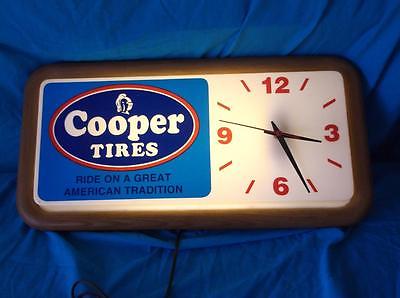 Cooper
TIRES
RIDE ON A GREAT
AMERICAN TRADITION
12
9
3
6